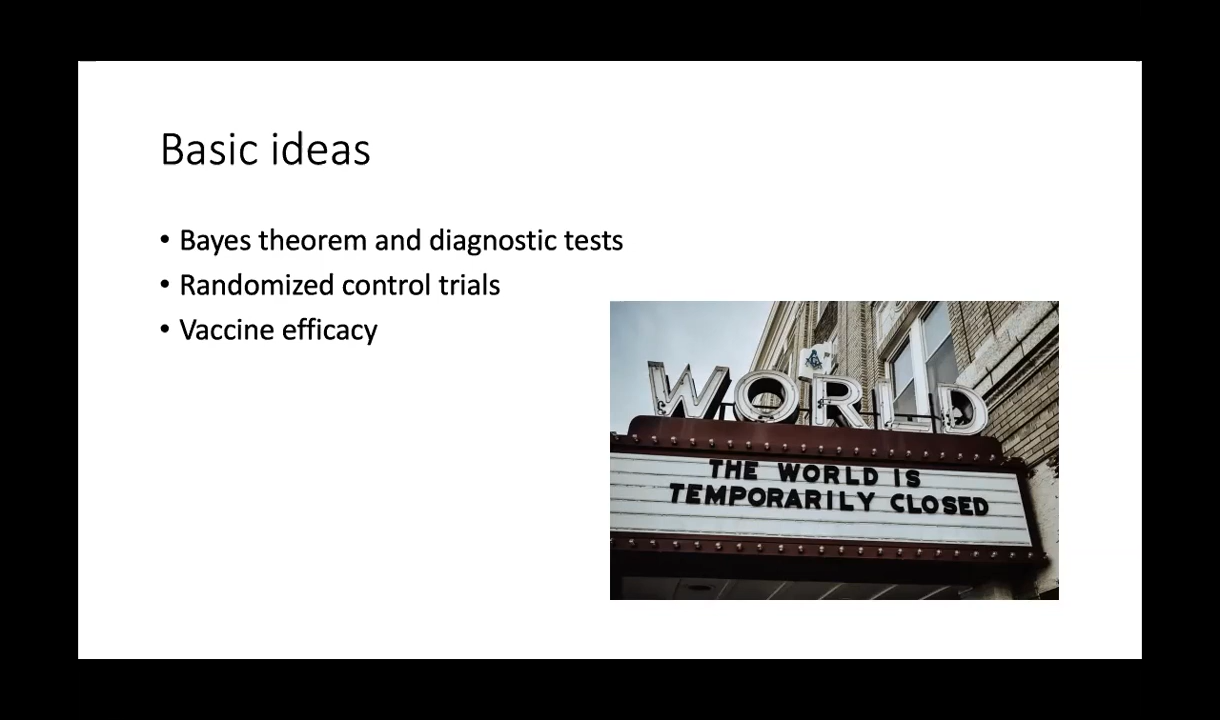 Basic ideas
• Bayes theorem and diagnostic tests
• Randomized control trials
• Vaccine efficacy
WORLD
THE WORLD IS
TEMPORARILY CLOSED